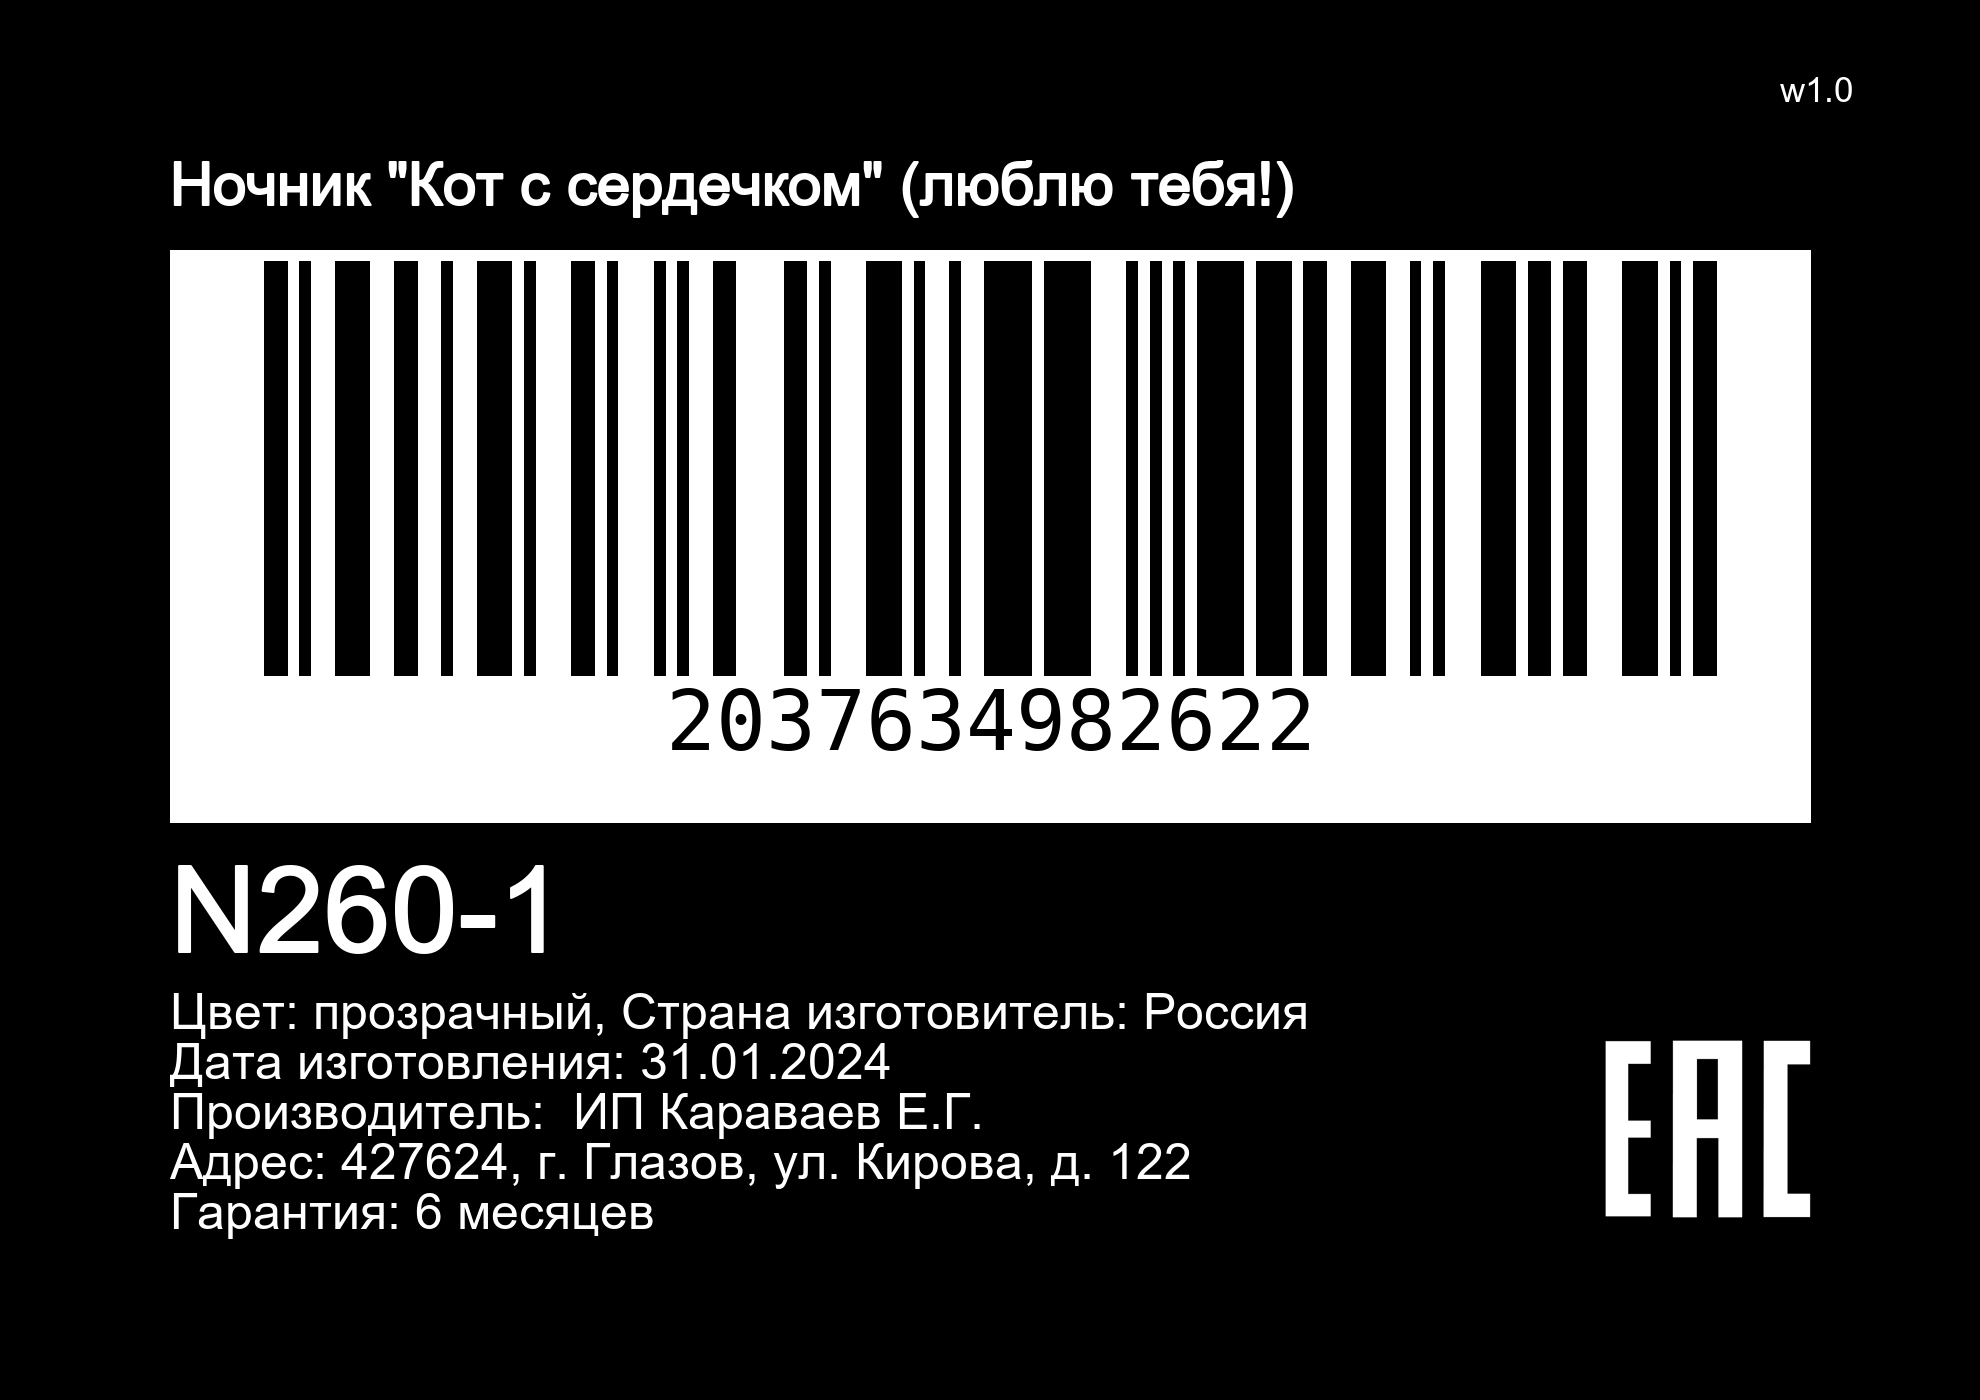 w1.0
Ночник "Кот с сердечком" (люблю тебя!)
2037634982622
N260-1
Цвет: прозрачный, Страна изготовитель: Россия
Дата изготовления: 31.01.2024
Производитель:  ИП Караваев Е.Г.
Адрес: 427624, г. Глазов, ул. Кирова, д. 122
Гарантия: 6 месяцев
EAC